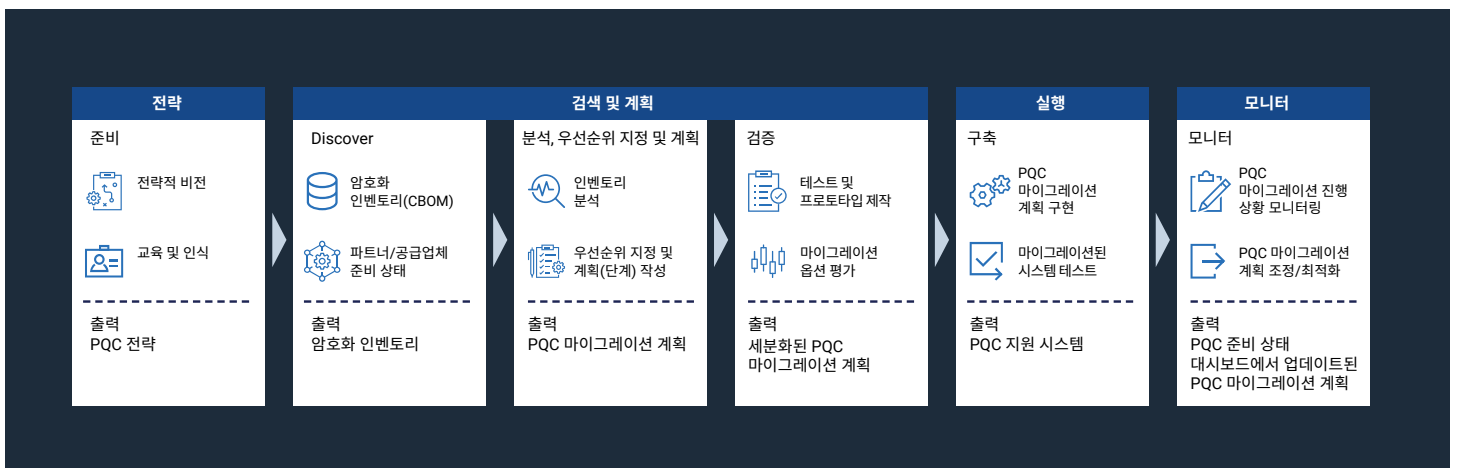 전략
준비
전략적 비전
교육 및 인식
출력
PQC 전략
검색 및 계획
Discover
암호화
인벤토리(CBOM)
파트너/공급업체
준비 상태
출력
암호화 인벤토리
분석, 우선순위 지정 및 계획
인벤토리
분석
우선순위 지정 및
계획(단계) 작성
출력
PQC 마이그레이션 계획
검증
테스트 및
프로토타입 제작
마이그레이션
옵션 평가
출력
세분화된 PQC
마이그레이션 계획
실행
구축
PQC
마이그레이션
계획 구현
마이그레이션된
시스템 테스트
출력
PQC 지원 시스템
모니터
모니터
PQC
마이그레이션 진행
상황 모니터링
PQC 마이그레이션
계획 조정/최적화
출력
PQC 준비 상태
대시보드에서 업데이트된
PQC 마이그레이션 계획